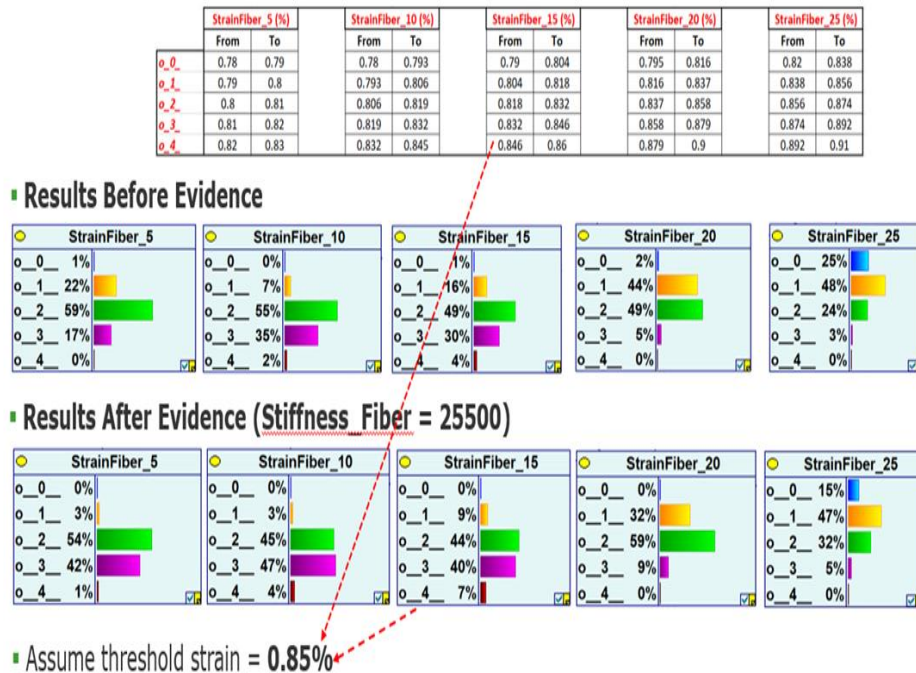 StrainFiber_5 (%) StrainFiber_10 (%) StrainFiber_15 (%) StrainFiber_20 (%) StrainFiber_25 (%)
From To From To From To From To From To
o_0_ 0.78 0.79 0.78 0.793 0.79 0.804 0.795 0.816 0.82 0.838
o_1_ 0.79 0.8 0.793 0.806 0.804 0.818 0.816 0.837 0.838 0.856
o_2_ 0.8 0.81 0.806 0.819 0.818 0.832 0.837 0.858 0.856 0.874
o_3_ 0.81 0.82 0.819 0.832 0.832 0.846 0.858 0.879 0.874 0.892
o_4_ 0.82 0.83 0.832 0.845 0.846 0.86 0.879 0.9 0.892 0.91
▪ Results Before Evidence
StrainFiber_5 StrainFiber_10 StrainFiber_15 StrainFiber_20 StrainFiber_25
o__0__ 1% o__0__ 0% o__0__ 1% o__0__ 2% o__0__ 25%
o__1__ 22% o__1__ 7% o__1__ 16% o__1__ 44% o__1__ 48%
o__2__ 59% o__2__ 55% o__2__ 49% o__2__ 49% o__2__ 24%
o__3__ 17% o__3__ 35% o__3__ 30% o__3__ 5% o__3__ 3%
o__4__ 0% o__4__ 2% o__4__ 4% o__4__ 0% o__4__ 0%
▪ Results After Evidence (Stiffness_Fiber = 25500)
StrainFiber_5 StrainFiber_10 StrainFiber_15 StrainFiber_20 StrainFiber_25
o__0__ 0% o__0__ 0% o__0__ 0% o__0__ 0% o__0__ 15%
o__1__ 3% o__1__ 3% o__1__ 9% o__1__ 32% o__1__ 47%
o__2__ 54% o__2__ 45% o__2__ 44% o__2__ 59% o__2__ 32%
o__3__ 42% o__3__ 47% o__3__ 40% o__3__ 9% o__3__ 5%
o__4__ 1% o__4__ 4% o__4__ 7% o__4__ 0% o__4__ 0%
▪ Assume threshold strain = 0.85%